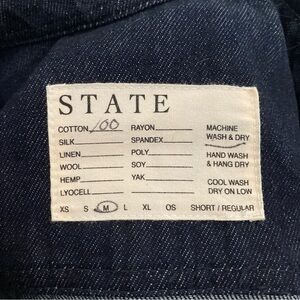 STATE
COTTON 100 RAYON MACHINE
SILK SPANDEX WASH & DRY
LINEN POLY HAND WASH
WOOL SOY & HANG DRY
HEMP YAK COOL WASH
LYOCELL DRY ON LOW
XS S M L XL OS SHORT / REGULAR